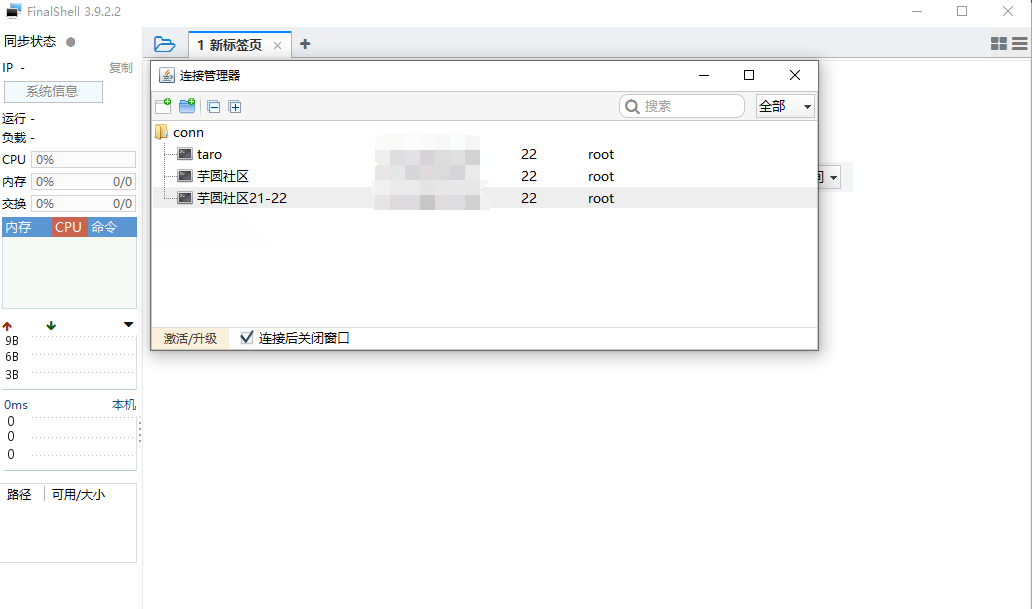 FinalShell 3.9.2.2
同步状态
IP -
复制
系统信息
运行 -
负载 -
CPU 0%
内存 0% 0/0
交换 0% 0/0
内存 CPU 命令
9B
6B
3B
0ms 本机
0
0
0
路径 可用/大小
1 新标签页
连接管理器
搜索
全部
conn
taro 22 root
芋圆社区 22 root
芋圆社区21-22 22 root
激活/升级 连接后关闭窗口